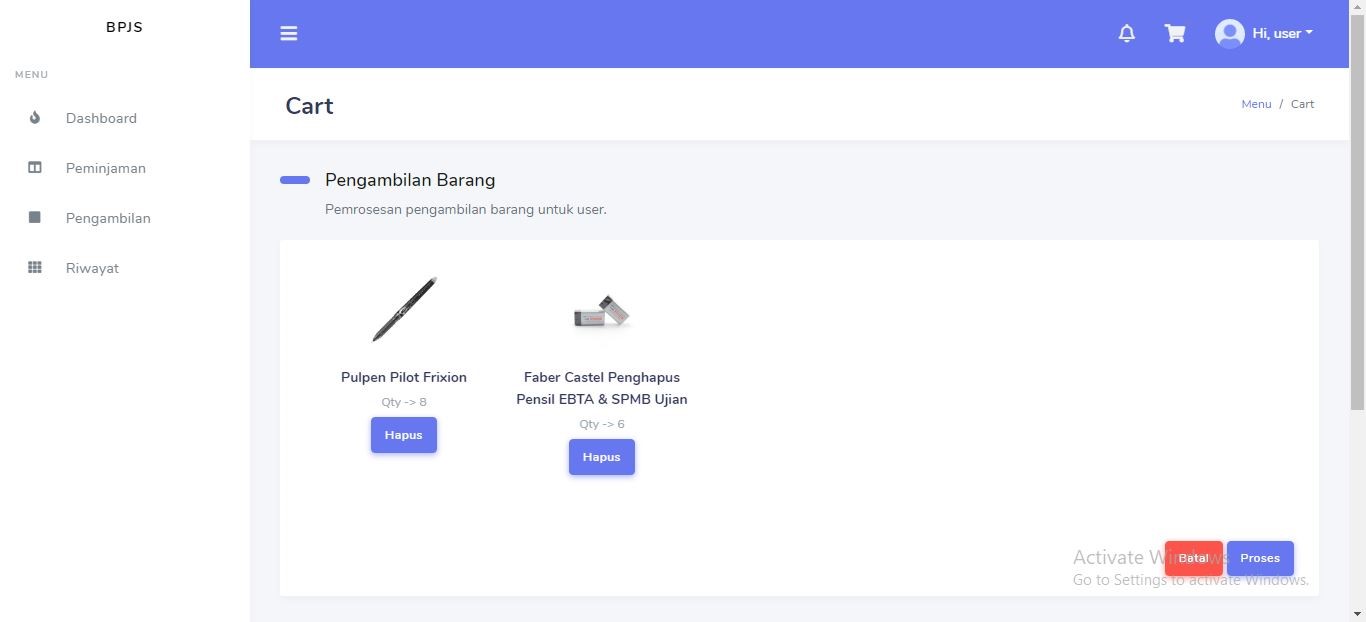 BPJS
MENU
Dashboard
Peminjaman
Pengambilan
Riwayat
Hi, user
Cart
Menu / Cart
Pengambilan Barang
Pemrosesan pengambilan barang untuk user.
Pulpen Pilot Frixion
Qty -> 8
Hapus
Faber Castel Penghapus
Pensil EBTA & SPMB Ujian
Qty -> 6
Hapus
Batal
Proses
Activate Windows
Go to Settings to activate Windows.